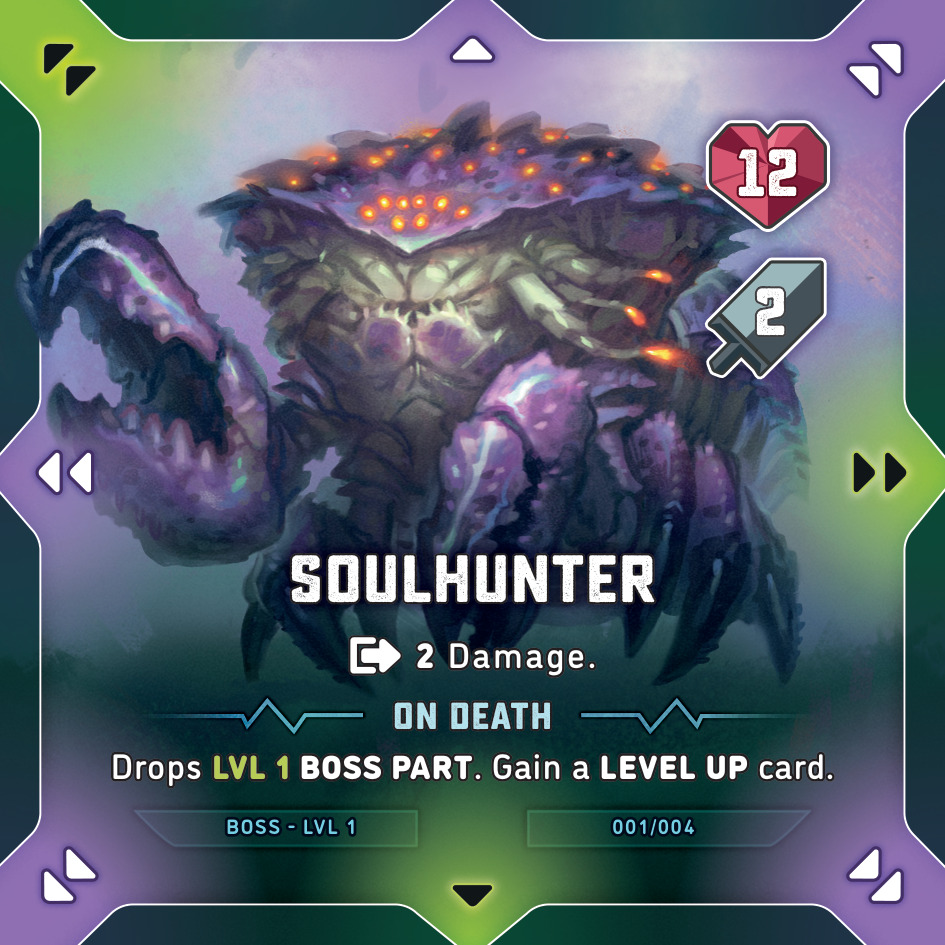 12
2
SOULHUNTER
2 Damage.
ON DEATH
Drops LVL 1 BOSS PART. Gain a LEVEL UP card.
BOSS - LVL 1
001/004